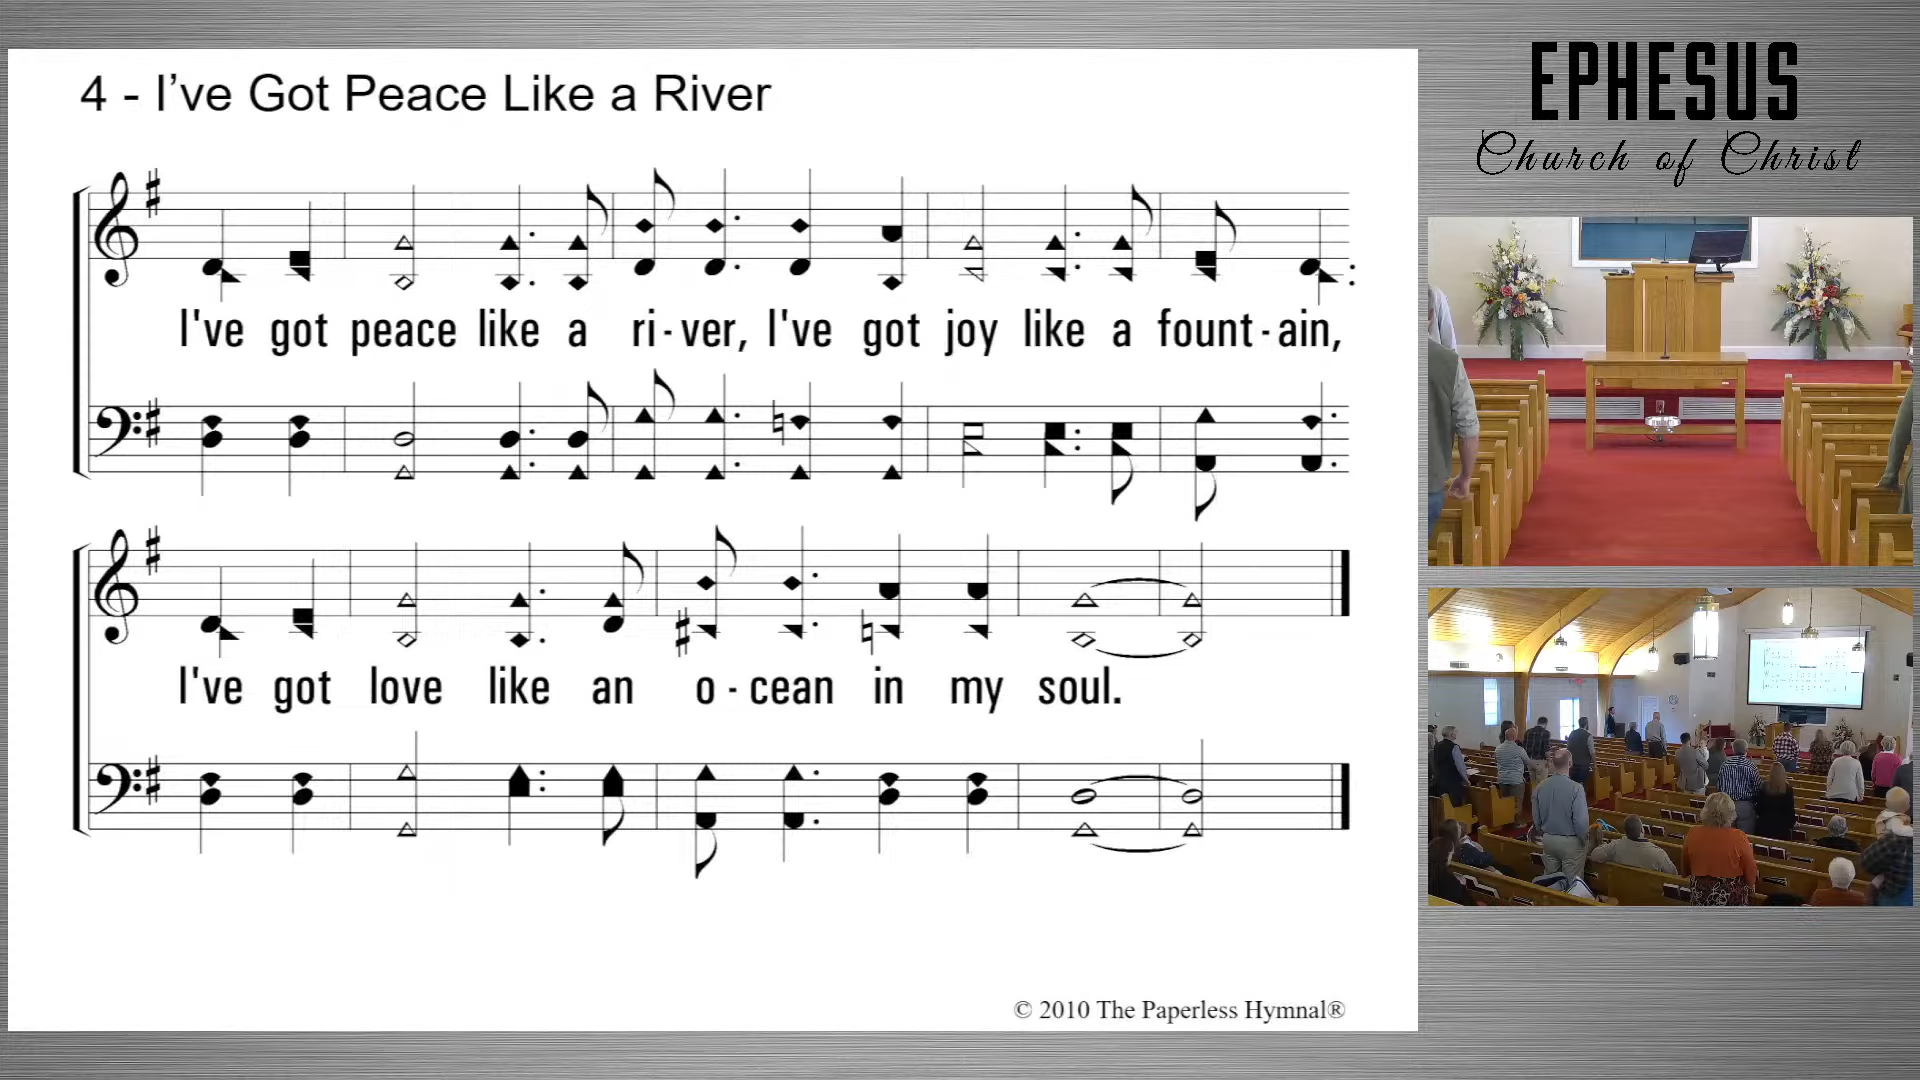 4 - I’ve Got Peace Like a River
I've got peace like a ri - ver, I've got joy like a fount - ain,
I've got love like an o - cean in my soul.
© 2010 The Paperless Hymnal®
EPHESUS
Church of Christ